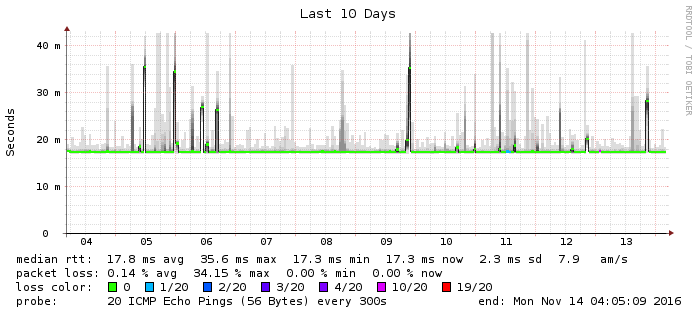 Last 10 Days
RRDTOOL / TOBI OETIKER
Seconds
40 m
30 m
20 m
10 m
0
04 05 06 07 08 09 10 11 12 13
median rtt: 17.8 ms avg 35.6 ms max 17.3 ms min 17.3 ms now 2.3 ms sd 7.9 am/s
packet loss: 0.14 % avg 34.15 % max 0.00 % min 0.00 % now
loss color: 0 1/20 2/20 3/20 4/20 10/20 19/20
probe: 20 ICMP Echo Pings (56 Bytes) every 300s end: Mon Nov 14 04:05:09 2016